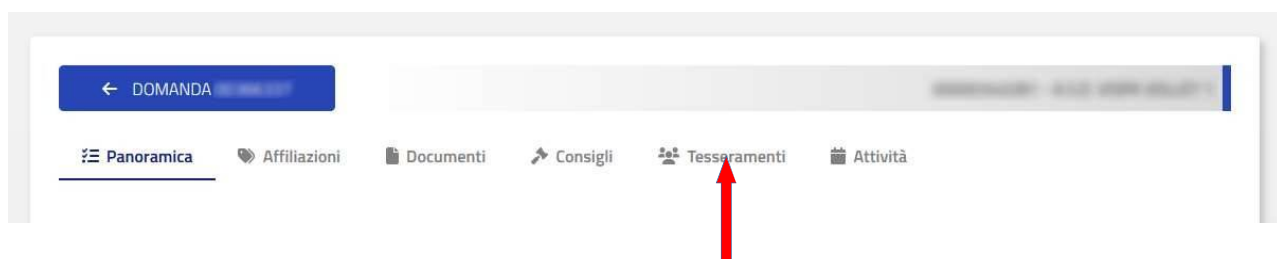 ← DOMANDA
Panoramica Affiliazioni Documenti Consigli Tesseramenti Attività